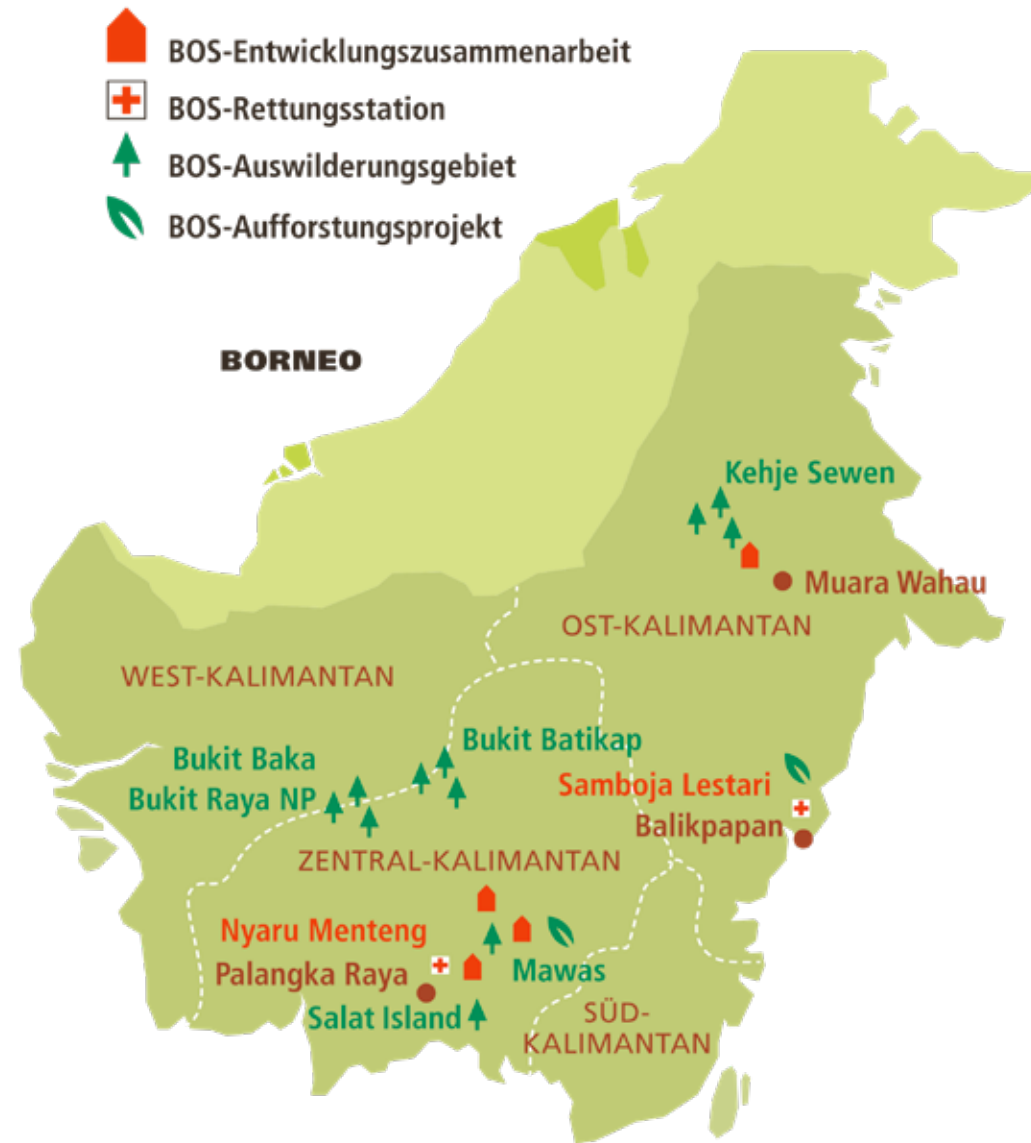 BOS-Entwicklungszusammenarbeit
BOS-Rettungsstation
BOS-Auswilderungsgebiet
BOS-Aufforstungsprojekt
BORNEO
Kehje Sewen
Muara Wahau
OST-KALIMANTAN
WEST-KALIMANTAN
Bukit Batikap
Bukit Baka
Bukit Raya NP
Samboja Lestari
Balikpapan
ZENTRAL-KALIMANTAN
Nyaru Menteng
Mawas
Palangka Raya
Salat Island
SÜD-
KALIMANTAN